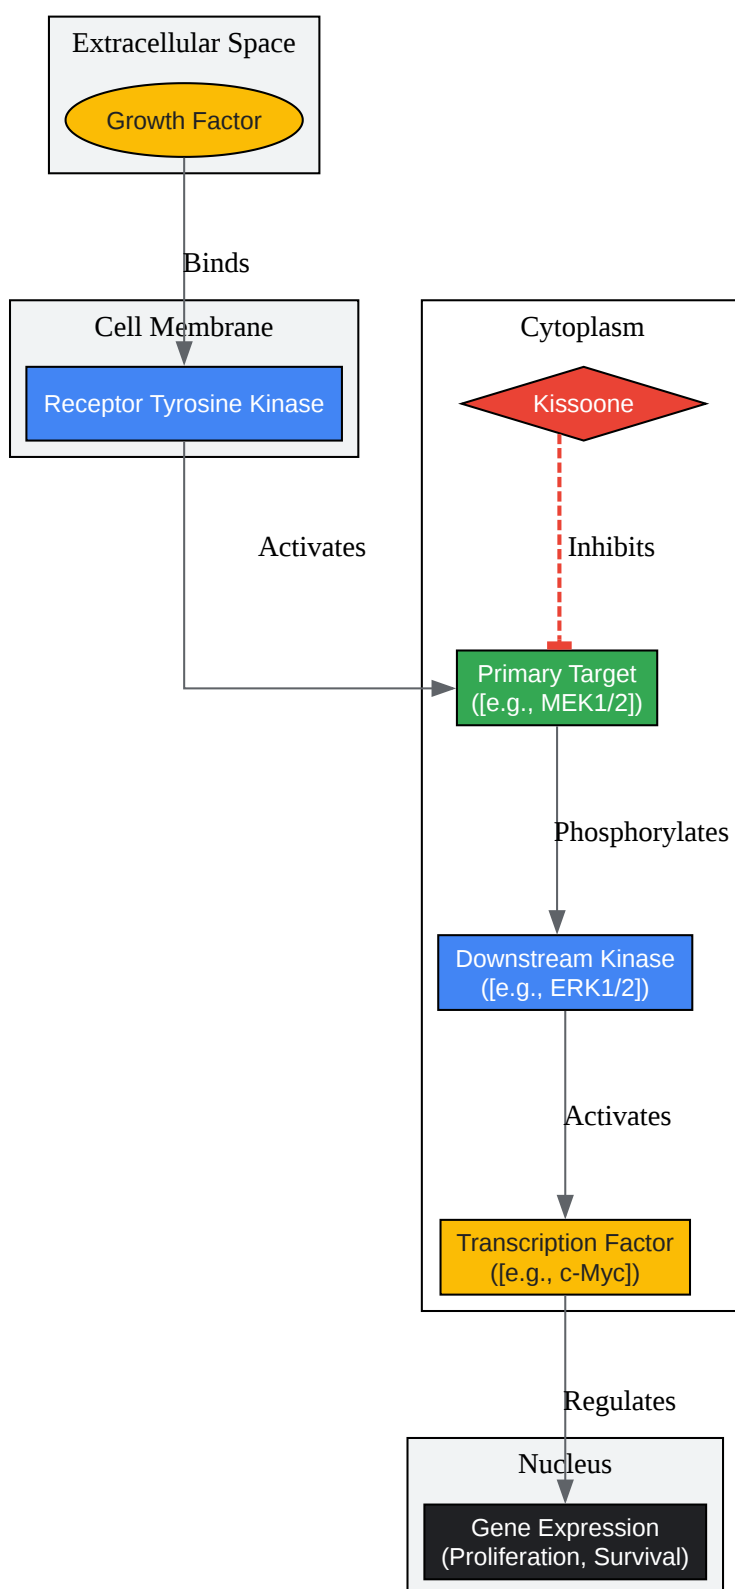 Extracellular Space
Growth Factor
Binds
Cell Membrane
Receptor Tyrosine Kinase
Activates
Cytoplasm
Kissoone
Inhibits
Primary Target
([e.g., MEK1/2])
Phosphorylates
Downstream Kinase
([e.g., ERK1/2])
Activates
Transcription Factor
([e.g., c-Myc])
Regulates
Nucleus
Gene Expression
(Proliferation, Survival)